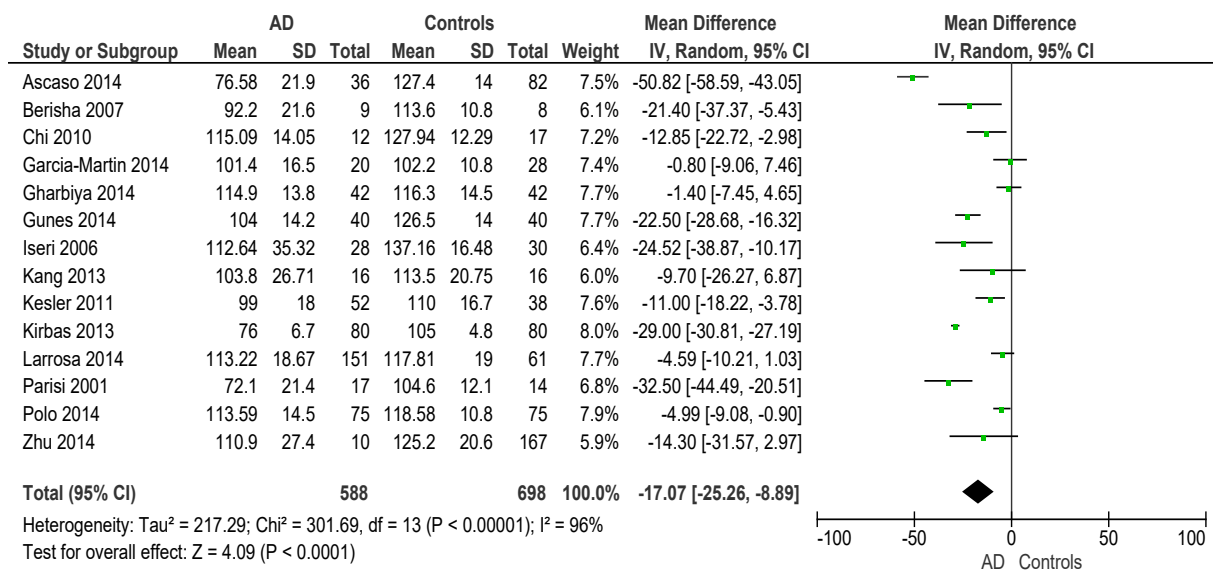 AD Controls Mean Difference Mean Difference
Study or Subgroup Mean SD Total Mean SD Total Weight IV, Random, 95% CI IV, Random, 95% CI
Ascaso 2014 76.58 21.9 36 127.4 14 82 7.5% -50.82 [-58.59, -43.05]
Berisha 2007 92.2 21.6 9 113.6 10.8 8 6.1% -21.40 [-37.37, -5.43]
Chi 2010 115.09 14.05 12 127.94 12.29 17 7.2% -12.85 [-22.72, -2.98]
Garcia-Martin 2014 101.4 16.5 20 102.2 10.8 28 7.4% -0.80 [-9.06, 7.46]
Gharbiya 2014 114.9 13.8 42 116.3 14.5 42 7.7% -1.40 [-7.45, 4.65]
Gunes 2014 104 14.2 40 126.5 14 40 7.7% -22.50 [-28.68, -16.32]
Iseri 2006 112.64 35.32 28 137.16 16.48 30 6.4% -24.52 [-38.87, -10.17]
Kang 2013 103.8 26.71 16 113.5 20.75 16 6.0% -9.70 [-26.27, 6.87]
Kesler 2011 99 18 52 110 16.7 38 7.6% -11.00 [-18.22, -3.78]
Kirbas 2013 76 6.7 80 105 4.8 80 8.0% -29.00 [-30.81, -27.19]
Larrosa 2014 113.22 18.67 151 117.81 19 61 7.7% -4.59 [-10.21, 1.03]
Parisi 2001 72.1 21.4 17 104.6 12.1 14 6.8% -32.50 [-44.49, -20.51]
Polo 2014 113.59 14.5 75 118.58 10.8 75 7.9% -4.99 [-9.08, -0.90]
Zhu 2014 110.9 27.4 10 125.2 20.6 167 5.9% -14.30 [-31.57, 2.97]
Total (95% CI) 588 698 100.0% -17.07 [-25.26, -8.89]
Heterogeneity: Tau² = 217.29; Chi² = 301.69, df = 13 (P < 0.00001); I² = 96%
Test for overall effect: Z = 4.09 (P < 0.0001)
-100 -50 0 50 100
AD Controls